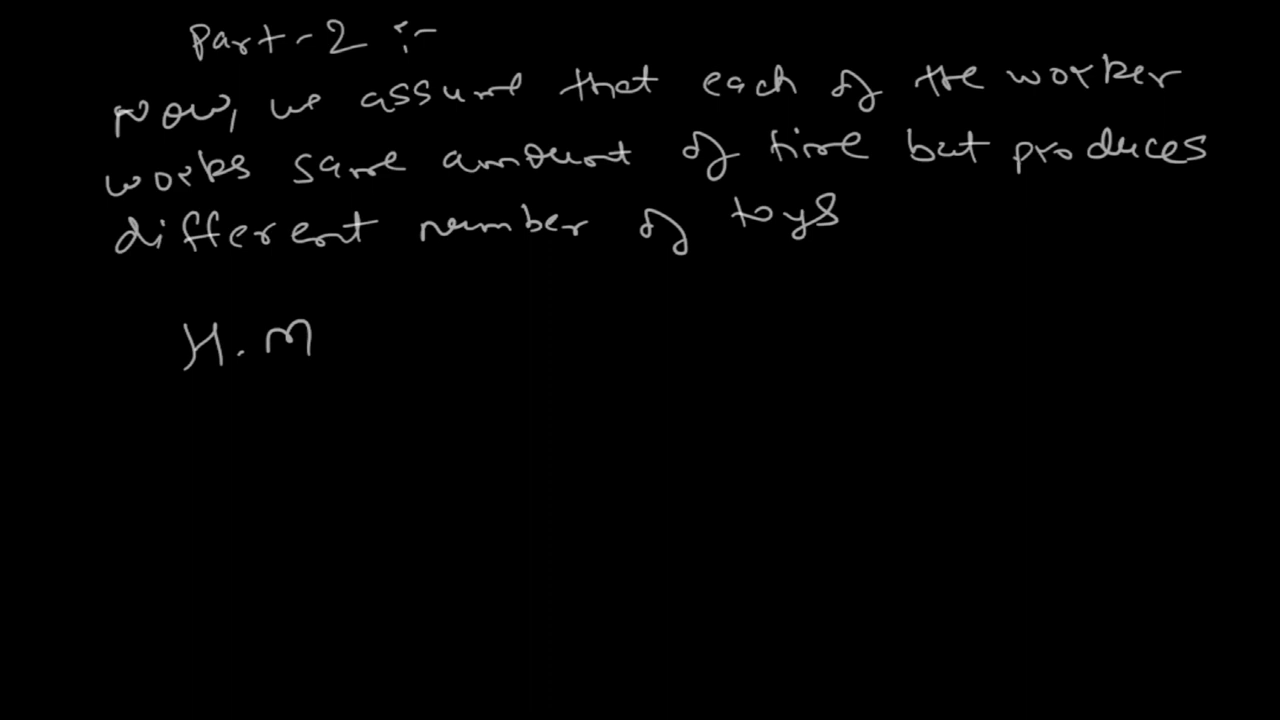 Part-2 :-
Now, we assume that each of the worker
works same amount of time but produces
different number of toys
H.M